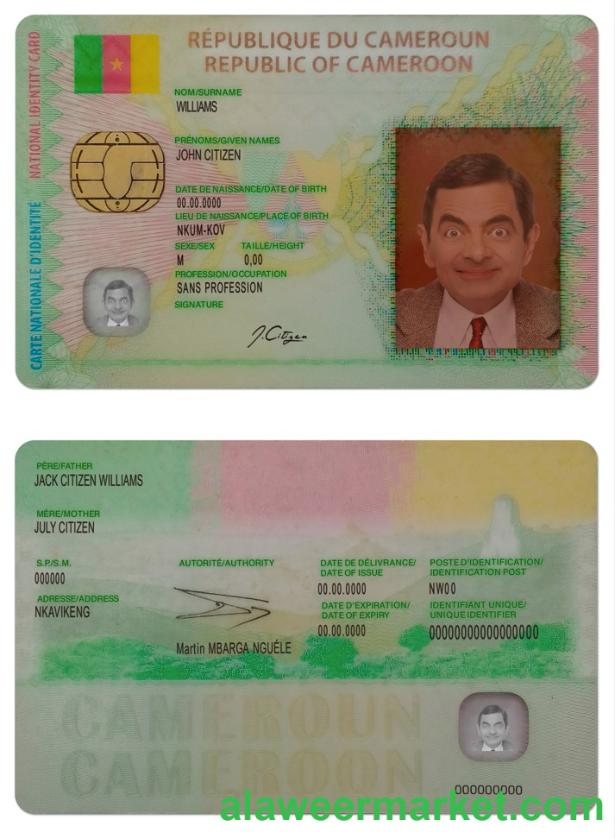 RÉPUBLIQUE DU CAMEROUN
REPUBLIC OF CAMEROON
NATIONAL IDENTITY CARD
CARTE NATIONALE D'IDENTITÉ
NOM/SURNAME
WILLIAMS
PRÉNOMS/GIVEN NAMES
JOHN CITIZEN
DATE DE NAISSANCE/DATE OF BIRTH
00.00.0000
LIEU DE NAISSANCE/PLACE OF BIRTH
NKUM-KOV
SEXE/SEX TAILLE/HEIGHT
M 0,00
PROFESSION/OCCUPATION
SANS PROFESSION
SIGNATURE
J. Citizen
PÈRE/FATHER
JACK CITIZEN WILLIAMS
MÈRE/MOTHER
JULY CITIZEN
S.P./S.M. AUTORITÉ/AUTHORITY DATE DE DÉLIVRANCE/ POSTE D'IDENTIFICATION/
DATE OF ISSUE IDENTIFICATION POST
000000 00.00.0000 NW00
ADRESSE/ADDRESS DATE D'EXPIRATION/ IDENTIFIANT UNIQUE/
NKAVIKENG DATE OF EXPIRY UNIQUE IDENTIFIER
00.00.0000 00000000000000000
Martin MBARGA NGUÉLE
CAMEROUN
CAMEROON
000000000
alaweermarket.com